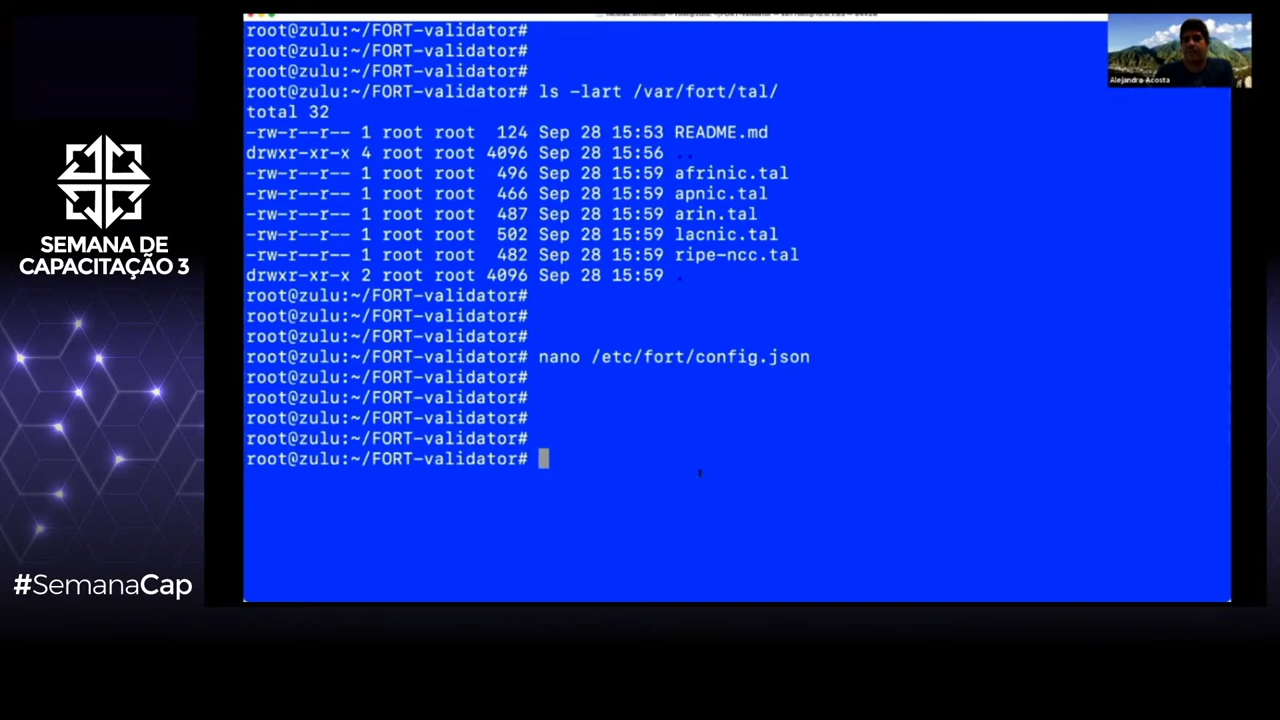 root@zulu:~/FORT-validator#
root@zulu:~/FORT-validator#
root@zulu:~/FORT-validator#
root@zulu:~/FORT-validator# ls -lart /var/fort/tal/
total 32
-rw-r--r-- 1 root root  124 Sep 28 15:53 README.md
drwxr-xr-x 4 root root 4096 Sep 28 15:56 ..
-rw-r--r-- 1 root root  496 Sep 28 15:59 afrinic.tal
-rw-r--r-- 1 root root  466 Sep 28 15:59 apnic.tal
-rw-r--r-- 1 root root  487 Sep 28 15:59 arin.tal
-rw-r--r-- 1 root root  502 Sep 28 15:59 lacnic.tal
-rw-r--r-- 1 root root  482 Sep 28 15:59 ripe-ncc.tal
drwxr-xr-x 2 root root 4096 Sep 28 15:59 .
root@zulu:~/FORT-validator#
root@zulu:~/FORT-validator#
root@zulu:~/FORT-validator#
root@zulu:~/FORT-validator# nano /etc/fort/config.json
root@zulu:~/FORT-validator#
root@zulu:~/FORT-validator#
root@zulu:~/FORT-validator#
root@zulu:~/FORT-validator#
root@zulu:~/FORT-validator#
Alejandro Acosta
SEMANA DE
CAPACITAÇÃO 3
#SemanaCap